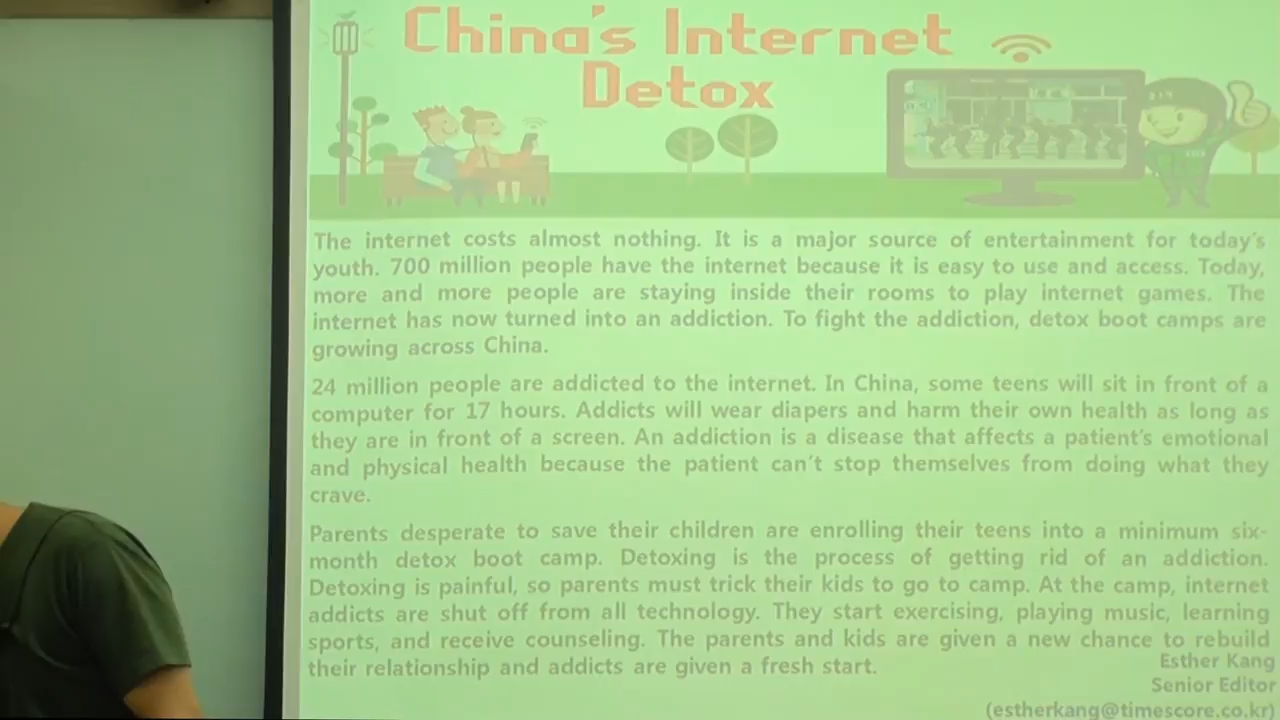 China's Internet
Detox
The internet costs almost nothing. It is a major source of entertainment for today's
youth. 700 million people have the internet because it is easy to use and access. Today,
more and more people are staying inside their rooms to play internet games. The
internet has now turned into an addiction. To fight the addiction, detox boot camps are
growing across China.
24 million people are addicted to the internet. In China, some teens will sit in front of a
computer for 17 hours. Addicts will wear diapers and harm their own health as long as
they are in front of a screen. An addiction is a disease that affects a patient's emotional
and physical health because the patient can't stop themselves from doing what they
crave.
Parents desperate to save their children are enrolling their teens into a minimum six-
month detox boot camp. Detoxing is the process of getting rid of an addiction.
Detoxing is painful, so parents must trick their kids to go to camp. At the camp, internet
addicts are shut off from all technology. They start exercising, playing music, learning
sports, and receive counseling. The parents and kids are given a new chance to rebuild
their relationship and addicts are given a fresh start.
Esther Kang
Senior Editor
(estherkang@timescore.co.kr)